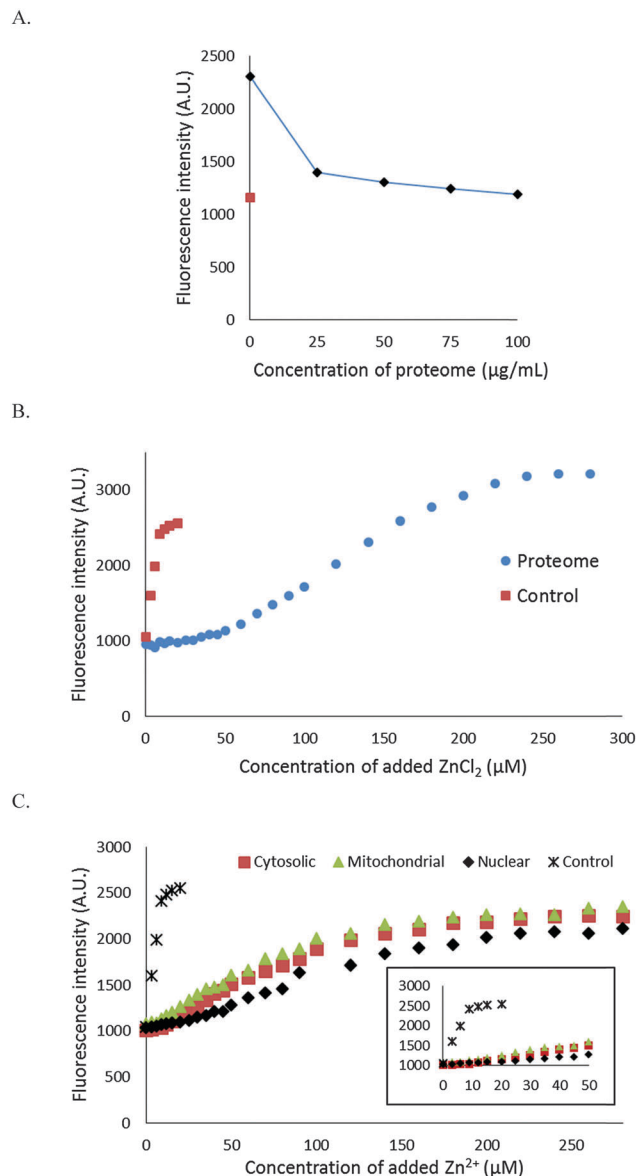 A.
2500
2000
1500
1000
500
0
0 25 50 75 100
Fluorescence intensity (A.U.)
Concentration of proteome (µg/mL)
B.
3000
2000
1000
0
0 50 100 150 200 250 300
Fluorescence intensity (A.U.)
Proteome
Control
Concentration of added ZnCl₂ (µM)
C.
3000
2500
2000
1500
1000
500
0
0 50 100 150 200 250
Fluorescence intensity (A.U.)
Cytosolic Mitochondrial Nuclear Control
3000
2500
2000
1500
1000
0 10 20 30 40 50
Concentration of added Zn²⁺ (µM)